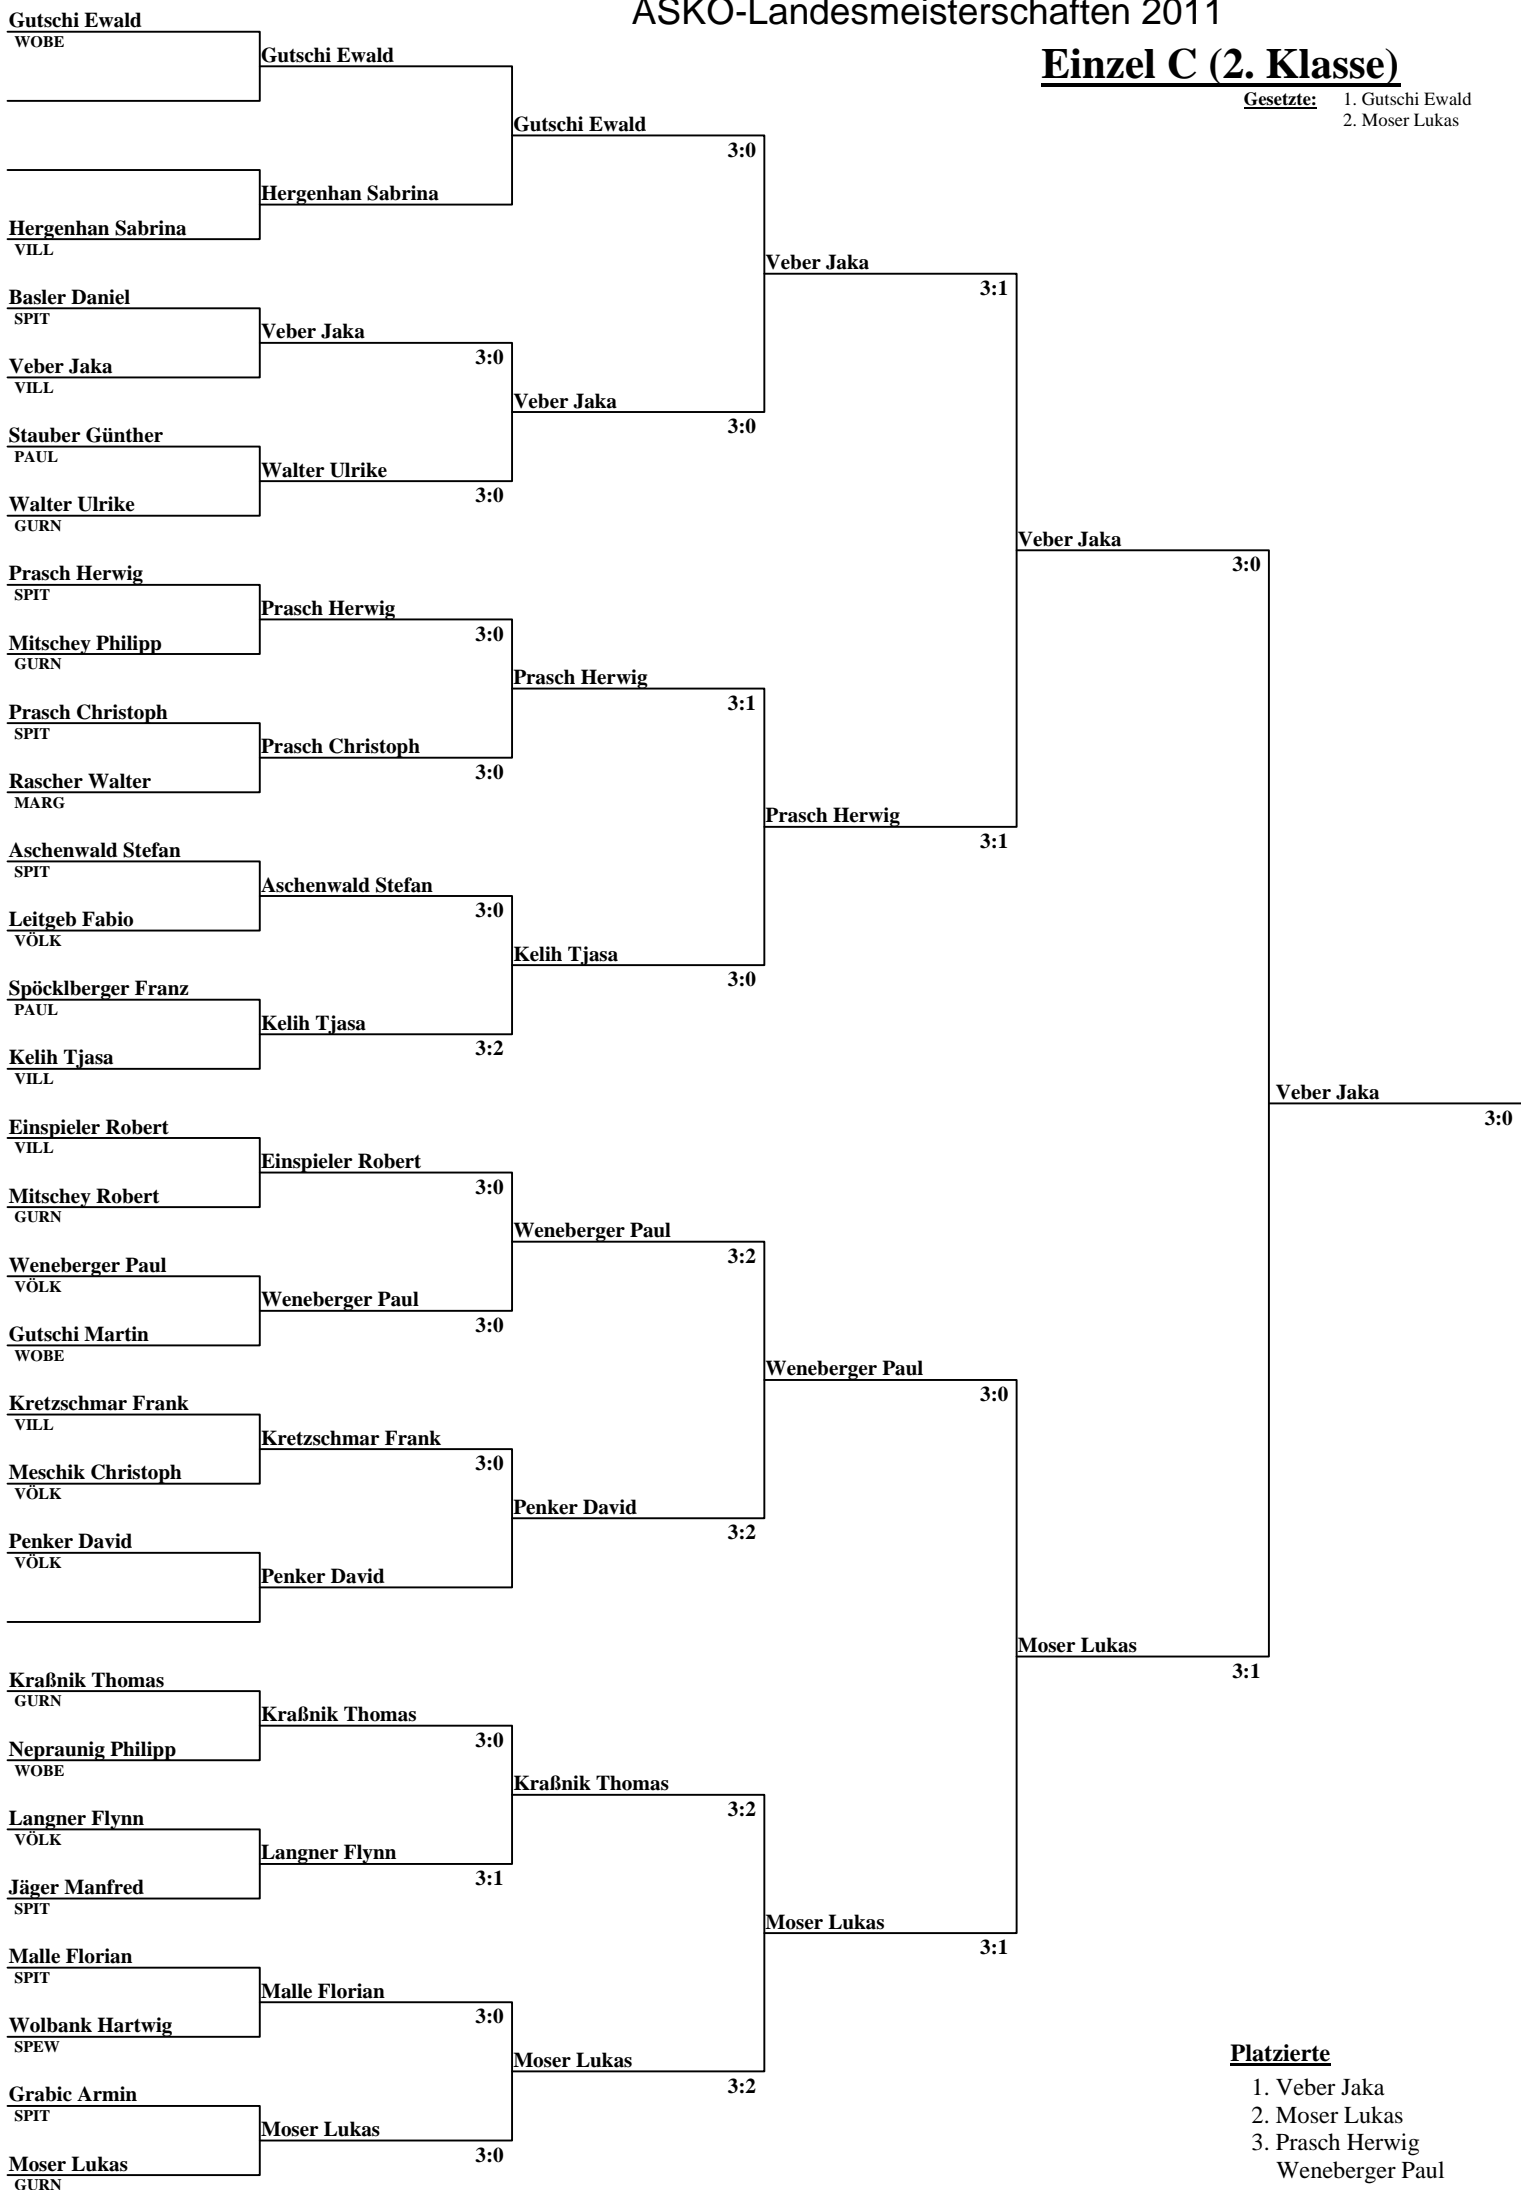 ASKÖ-Landesmeisterschaften 2011
Einzel C (2. Klasse)
Gesetzte: 1. Gutschi Ewald
2. Moser Lukas
Gutschi Ewald
WOBE
Hergenhan Sabrina
VILL
Basler Daniel
SPIT
Veber Jaka
VILL
Stauber Günther
PAUL
Walter Ulrike
GURN
Prasch Herwig
SPIT
Mitschey Philipp
GURN
Prasch Christoph
SPIT
Rascher Walter
MARG
Aschenwald Stefan
SPIT
Leitgeb Fabio
VÖLK
Spöcklberger Franz
PAUL
Kelih Tjasa
VILL
Einspieler Robert
VILL
Mitschey Robert
GURN
Weneberger Paul
VÖLK
Gutschi Martin
WOBE
Kretzschmar Frank
VILL
Meschik Christoph
VÖLK
Penker David
VÖLK
Kraßnik Thomas
GURN
Nepraunig Philipp
WOBE
Langner Flynn
VÖLK
Jäger Manfred
SPIT
Malle Florian
SPIT
Wolbank Hartwig
SPEW
Grabic Armin
SPIT
Moser Lukas
GURN
Gutschi Ewald
Hergenhan Sabrina
Veber Jaka
3:0
Walter Ulrike
3:0
Prasch Herwig
3:0
Prasch Christoph
3:0
Aschenwald Stefan
3:0
Kelih Tjasa
3:2
Einspieler Robert
3:0
Weneberger Paul
3:0
Kretzschmar Frank
3:0
Penker David
Kraßnik Thomas
3:0
Langner Flynn
3:1
Malle Florian
3:0
Moser Lukas
3:0
Gutschi Ewald
3:0
Veber Jaka
3:0
Prasch Herwig
3:1
Kelih Tjasa
3:0
Weneberger Paul
3:2
Penker David
3:2
Kraßnik Thomas
3:2
Moser Lukas
3:2
Veber Jaka
3:1
Prasch Herwig
3:1
Weneberger Paul
3:0
Moser Lukas
3:1
Veber Jaka
3:0
Moser Lukas
3:1
Veber Jaka
3:0
Platzierte
1. Veber Jaka
2. Moser Lukas
3. Prasch Herwig
Weneberger Paul